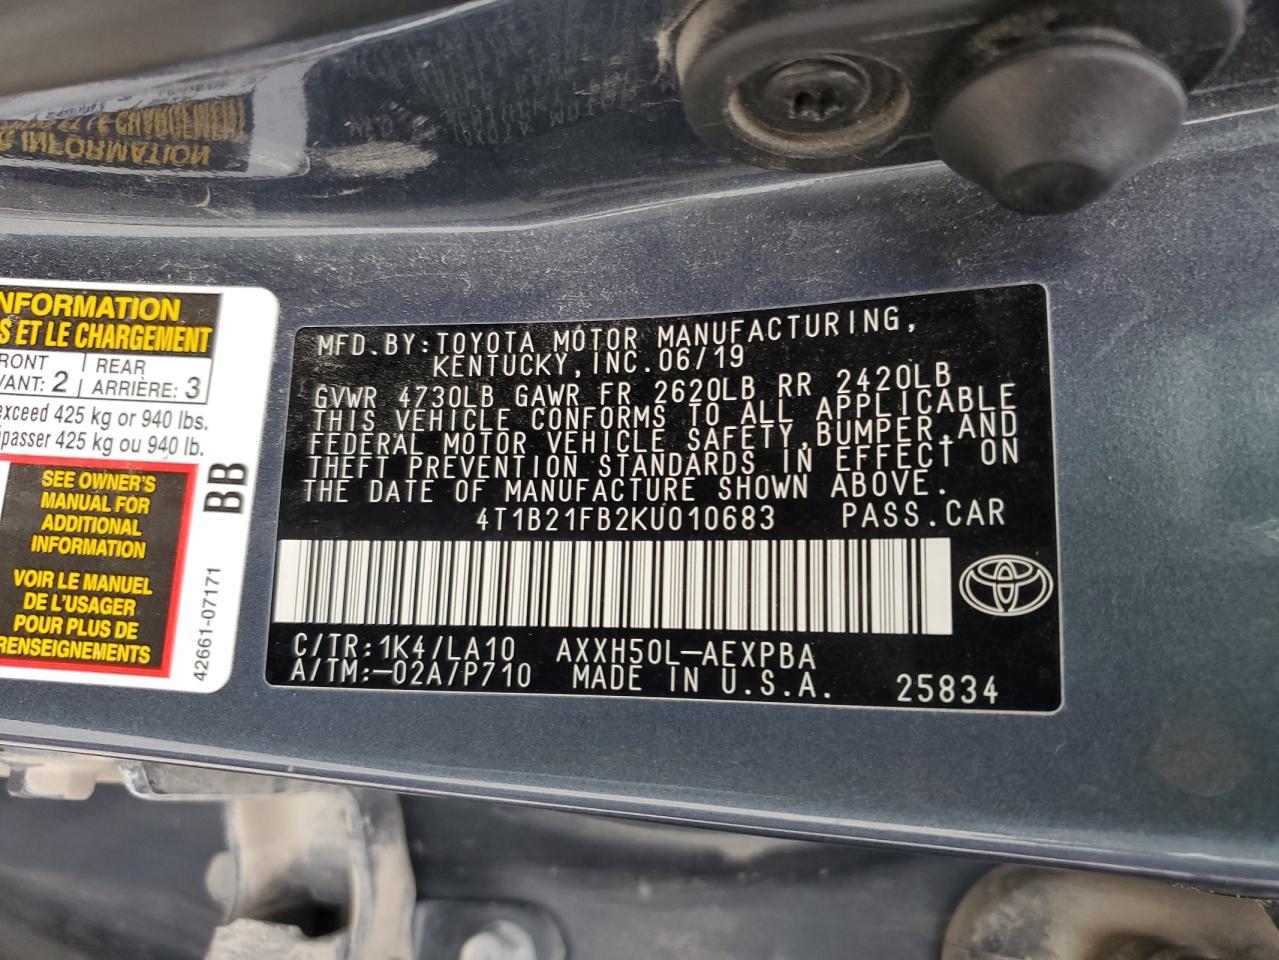 NFORMATION
S ET LE CHARGEMENT
RONT
VANT: 2
REAR
ARRIÈRE: 3
exceed 425 kg or 940 lbs.
passer 425 kg ou 940 lb.
SEE OWNER'S
MANUAL FOR
ADDITIONAL
INFORMATION
VOIR LE MANUEL
DE L'USAGER
POUR PLUS DE
RENSEIGNEMENTS
BB
42661-07171
MFD.BY:TOYOTA MOTOR MANUFACTURING,
KENTUCKY, INC.06/19
GVWR 4730LB GAWR FR 2620LB RR 2420LB
THIS VEHICLE CONFORMS TO ALL APPLICABLE
FEDERAL MOTOR VEHICLE SAFETY,BUMPER,AND
THEFT PREVENTION STANDARDS IN EFFECT ON
THE DATE OF MANUFACTURE SHOWN ABOVE.
4T1B21FB2KU010683 PASS.CAR
C/TR:1K4/LA10 AXXH50L-AEXPBA
A/TM:-02A/P710 MADE IN U.S.A. 25834